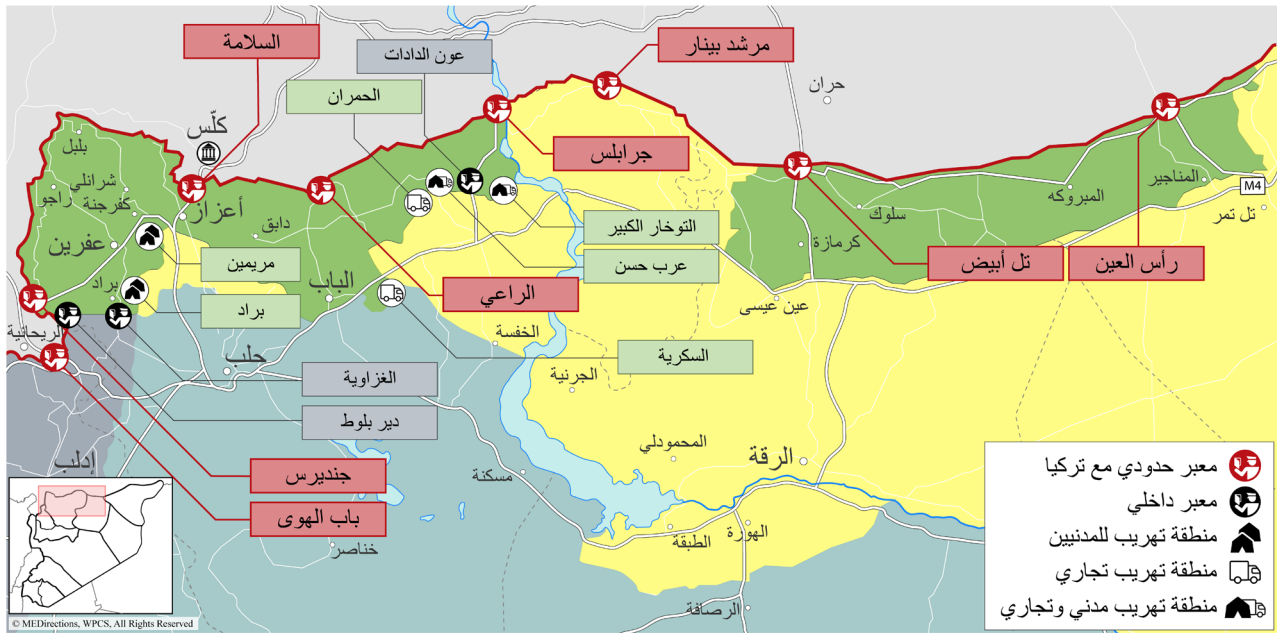 السلامة
عون الدادات
مرشد بينار
الحمران
حران
جرابلس
كلّس
بلبل
شرانلي
راجو
كفرجنة
أعزاز
دابق
عفرين
المناجير
المبروكه
M4
تل تمر
سلوك
كرمازة
التوخار الكبير
عرب حسن
مريمين
تل أبيض
رأس العين
براد
براد
الباب
الراعي
عين عيسى
الريحانية
الخفسة
حلب
السكرية
الغزاوية
الجرنية
دير بلوط
المحمودلي
الرقة
إدلب
جنديرس
مسكنة
باب الهوى
خناصر
الطبقة
الهورة
الرصافة
معبر حدودي مع تركيا
معبر داخلي
منطقة تهريب للمدنيين
منطقة تهريب تجاري
منطقة تهريب مدني وتجاري
© MEDirections, WPCS, All Rights Reserved